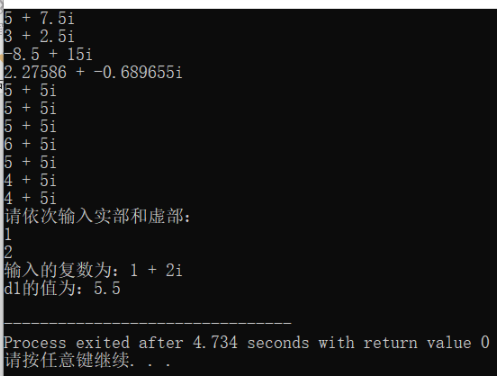 5 + 7.5i
3 + 2.5i
-8.5 + 15i
2.27586 + -0.689655i
5 + 5i
5 + 5i
5 + 5i
6 + 5i
5 + 5i
4 + 5i
4 + 5i
请依次输入实部和虚部：
1
2
输入的复数为：1 + 2i
d1的值为：5.5
--------------------------------
Process exited after 4.734 seconds with return value 0
请按任意键继续. . .